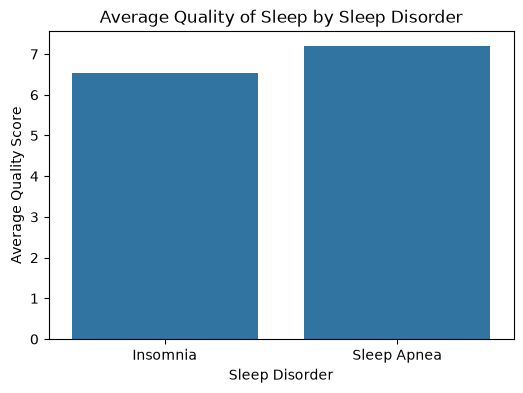 Average Quality of Sleep by Sleep Disorder
7
6
5
4
3
2
1
0
Average Quality Score
Insomnia
Sleep Apnea
Sleep Disorder